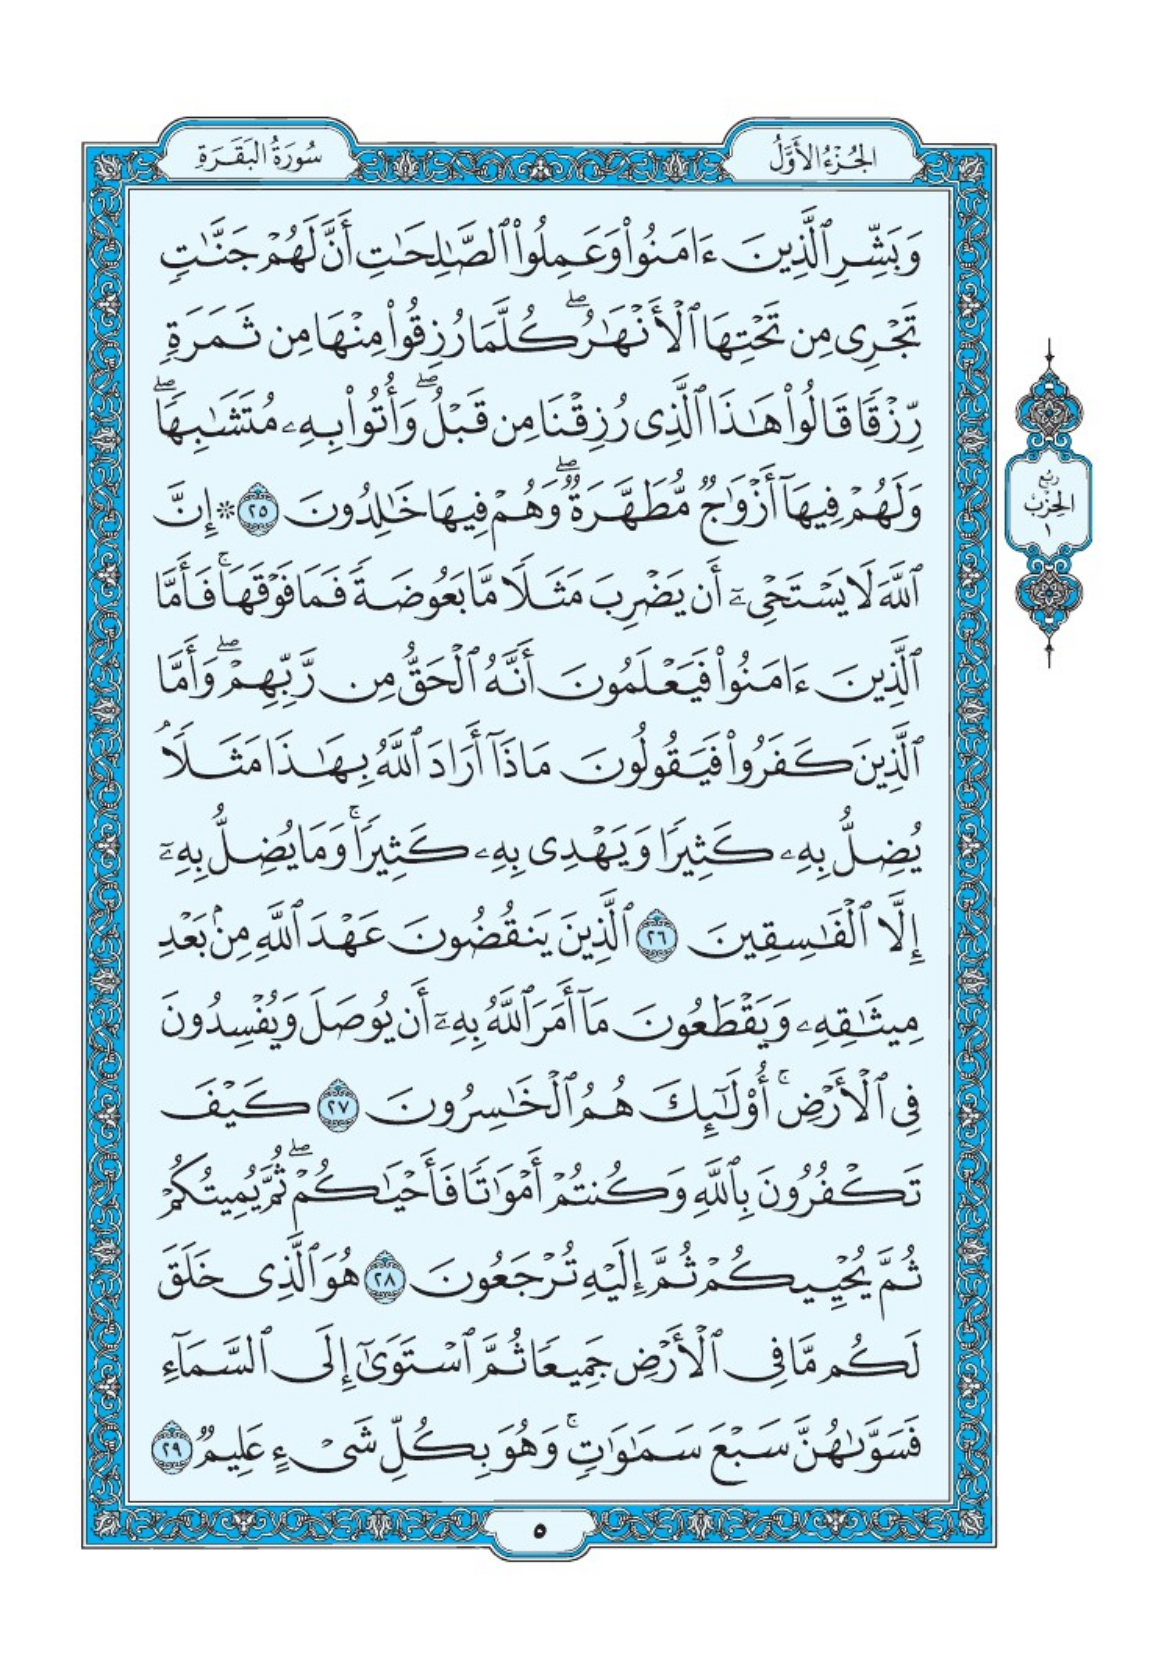 الجُزْءُ الأَوَّلُ
سُورَةُ البَقَرَةِ
وَبَشِّرِ ٱلَّذِينَ ءَامَنُواْ وَعَمِلُواْ ٱلصَّٰلِحَٰتِ أَنَّ لَهُمْ جَنَّٰتٖ
تَجْرِي مِن تَحْتِهَا ٱلْأَنْهَٰرُۖ كُلَّمَا رُزِقُواْ مِنْهَا مِن ثَمَرَةٖ
رِّزْقٗا قَالُواْ هَٰذَا ٱلَّذِي رُزِقْنَا مِن قَبْلُۖ وَأُتُواْ بِهِۦ مُتَشَٰبِهٗاۖ
وَلَهُمْ فِيهَآ أَزْوَٰجٞ مُّطَهَّرَةٞۖ وَهُمْ فِيهَا خَٰلِدُونَ ٢٥ ۞ إِنَّ
ٱللَّهَ لَا يَسْتَحْيِۦٓ أَن يَضْرِبَ مَثَلٗا مَّا بَعُوضَةٗ فَمَا فَوْقَهَاۚ فَأَمَّا
ٱلَّذِينَ ءَامَنُواْ فَيَعْلَمُونَ أَنَّهُ ٱلْحَقُّ مِن رَّبِّهِمْۖ وَأَمَّا
ٱلَّذِينَ كَفَرُواْ فَيَقُولُونَ مَاذَآ أَرَادَ ٱللَّهُ بِهَٰذَا مَثَلٗاۘ
يُضِلُّ بِهِۦ كَثِيرٗا وَيَهْدِي بِهِۦ كَثِيرٗاۚ وَمَا يُضِلُّ بِهِۦٓ
إِلَّا ٱلْفَٰسِقِينَ ٢٦ ٱلَّذِينَ يَنقُضُونَ عَهْدَ ٱللَّهِ مِنۢ بَعْدِ
مِيثَٰقِهِۦ وَيَقْطَعُونَ مَآ أَمَرَ ٱللَّهُ بِهِۦٓ أَن يُوصَلَ وَيُفْسِدُونَ
فِي ٱلْأَرْضِۚ أُوْلَٰٓئِكَ هُمُ ٱلْخَٰسِرُونَ ٢٧ كَيْفَ
تَكْفُرُونَ بِٱللَّهِ وَكُنتُمْ أَمْوَٰتٗا فَأَحْيَٰكُمْۖ ثُمَّ يُمِيتُكُمْ
ثُمَّ يُحْيِيكُمْ ثُمَّ إِلَيْهِ تُرْجَعُونَ ٢٨ هُوَ ٱلَّذِي خَلَقَ
لَكُم مَّا فِي ٱلْأَرْضِ جَمِيعٗا ثُمَّ ٱسْتَوَىٰٓ إِلَى ٱلسَّمَآءِ
فَسَوَّىٰهُنَّ سَبْعَ سَمَٰوَٰتٖۚ وَهُوَ بِكُلِّ شَيْءٍ عَلِيمٞ ٢٩
رُبُع
الحِزْبُ
١
٥